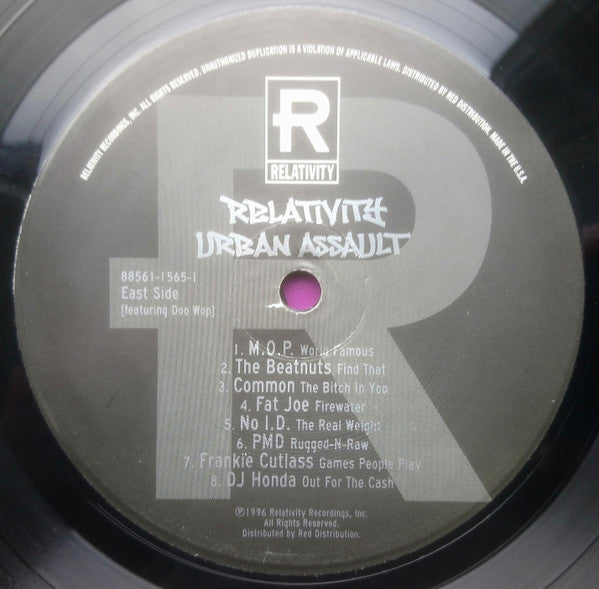 RELATIVITY RECORDINGS, INC. ALL RIGHTS RESERVED. UNAUTHORIZED DUPLICATION IS A VIOLATION OF APPLICABLE LAWS. DISTRIBUTED BY RED DISTRIBUTION. MADE IN THE U.S.A.
R
RELATIVITY
RELATIVITY
URBAN ASSAULT
88561-1565-1
East Side
[featuring Doo Wop]
1. M.O.P. World Famous
2. The Beatnuts Find That
3. Common The Bitch In Yoo
4. Fat Joe Firewater
5. No I.D. The Real Weight
6. PMD Rugged-N-Raw
7. Frankie Cutlass Games People Play
8. DJ Honda Out For The Cash
℗©1996 Relativity Recordings, Inc.
All Rights Reserved.
Distributed by Red Distribution.